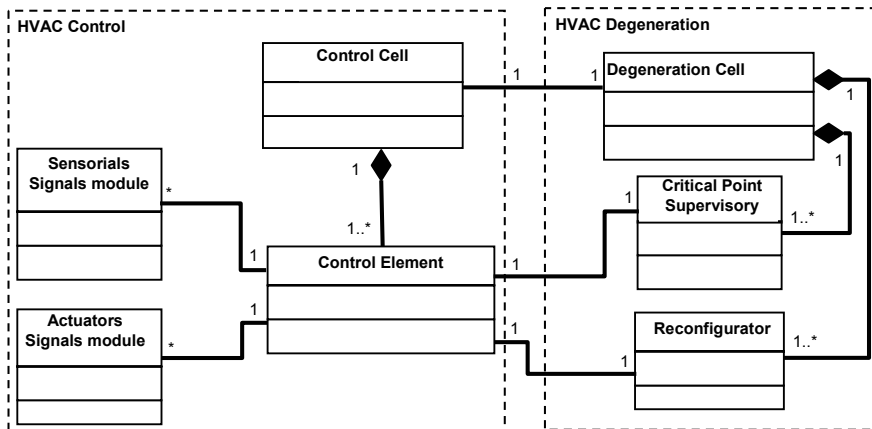 HVAC Control
HVAC Degeneration
Control Cell
1
1
Degeneration Cell
1
1
Sensorials
Signals module
*
1
1..*
1
Critical Point
Supervisory
1
1..*
Control Element
1
1
Actuators
Signals module
*
1
1
Reconfigurator
1
1..*